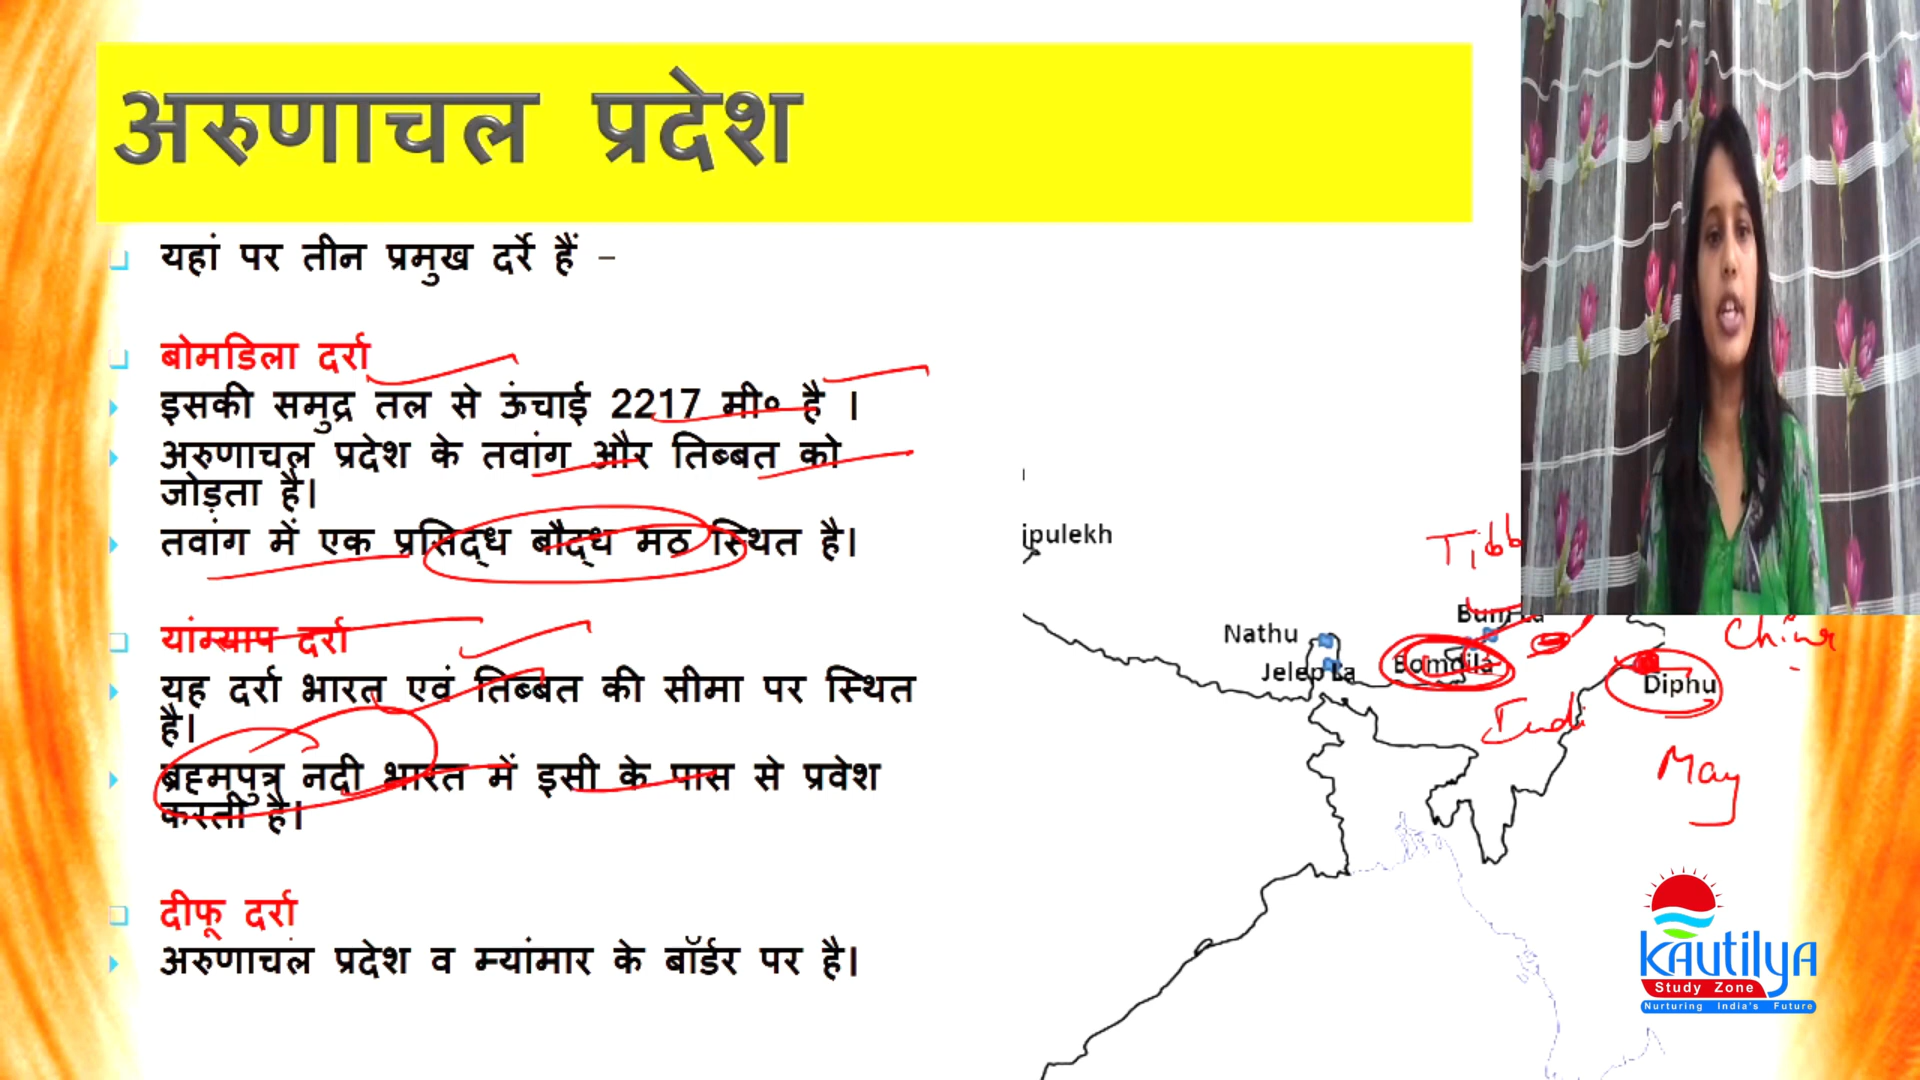 अरुणाचल प्रदेश
यहां पर तीन प्रमुख दर्रे हैं –
बोमडिला दर्रा
इसकी समुद्र तल से ऊंचाई 2217 मी० है ।
अरुणाचल प्रदेश के तवांग और तिब्बत को
जोड़ता है।
तवांग में एक प्रसिद्ध बौद्ध मठ स्थित है।
यांग्याप दर्रा
यह दर्रा भारत एवं तिब्बत की सीमा पर स्थित
है।
ब्रह्मपुत्र नदी भारत में इसी के पास से प्रवेश
करती है।
दीफू दर्रा
अरुणाचल प्रदेश व म्यांमार के बॉर्डर पर है।
ipulekh
Tibb
Nathu
Jelep La
Bomdila
China
Diphu
Indi
May
Kautilya
Study Zone
Nurturing India's Future